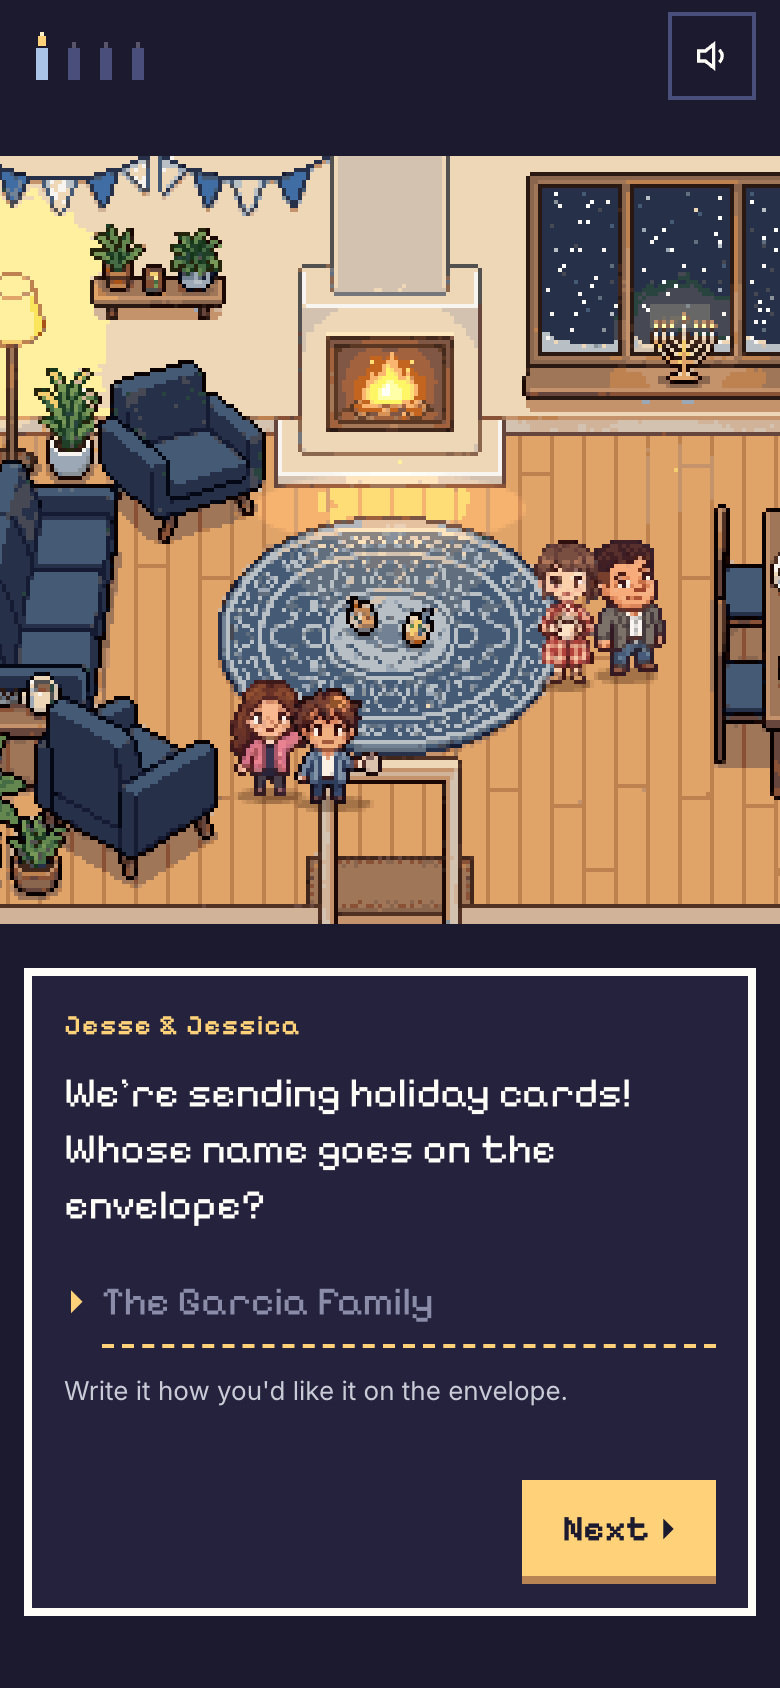 Jesse & Jessica
We're sending holiday cards!
Whose name goes on the
envelope?
The Garcia Family
Write it how you'd like it on the envelope.
Next